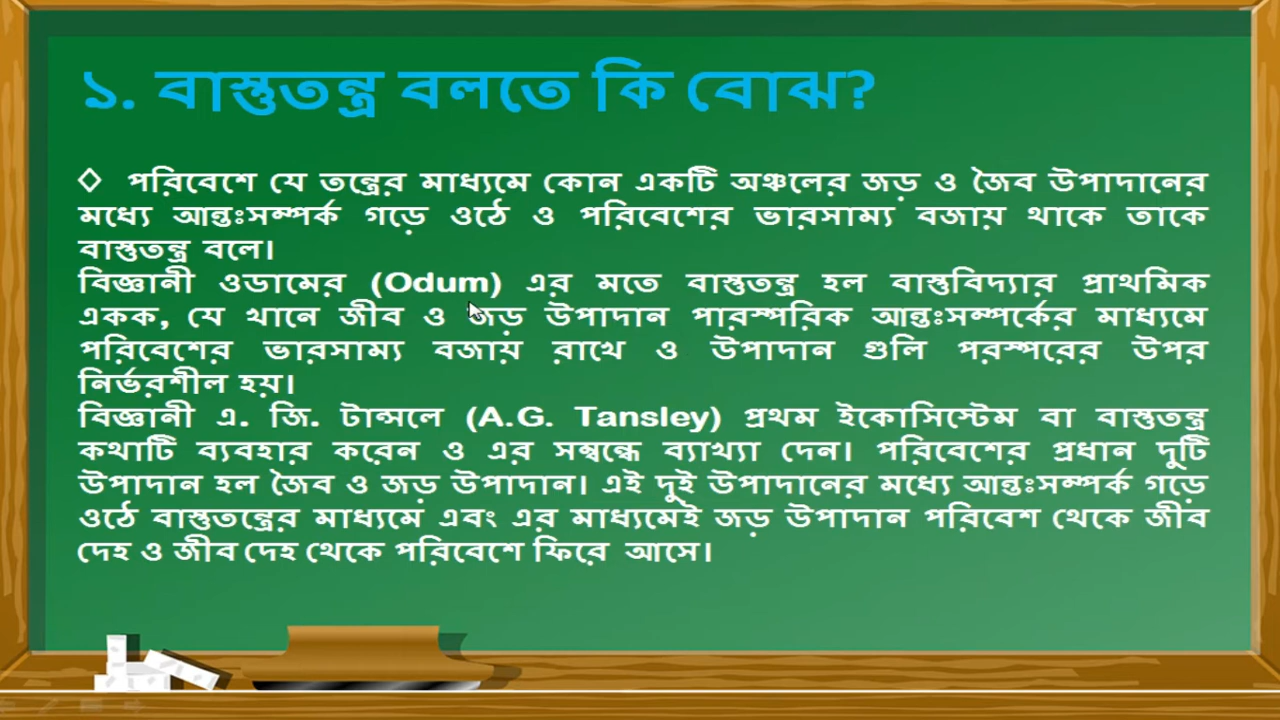 ১. বাস্তুতন্ত্র বলতে কি বোঝ?
◇ পরিবেশে যে তন্ত্রের মাধ্যমে কোন একটি অঞ্চলের জড় ও জৈব উপাদানের
মধ্যে আন্তঃসম্পর্ক গড়ে ওঠে ও পরিবেশের ভারসাম্য বজায় থাকে তাকে
বাস্তুতন্ত্র বলে।
বিজ্ঞানী ওডামের (Odum) এর মতে বাস্তুতন্ত্র হল বাস্তুবিদ্যার প্রাথমিক
একক, যে খানে জীব ও জড় উপাদান পারস্পরিক আন্তঃসম্পর্কের মাধ্যমে
পরিবেশের ভারসাম্য বজায় রাখে ও উপাদান গুলি পরস্পরের উপর
নির্ভরশীল হয়।
বিজ্ঞানী এ. জি. টান্সলে (A.G. Tansley) প্রথম ইকোসিস্টেম বা বাস্তুতন্ত্র
কথাটি ব্যবহার করেন ও এর সম্বন্ধে ব্যাখ্যা দেন। পরিবেশের প্রধান দুটি
উপাদান হল জৈব ও জড় উপাদান। এই দুই উপাদানের মধ্যে আন্তঃসম্পর্ক গড়ে
ওঠে বাস্তুতন্ত্রের মাধ্যমে এবং এর মাধ্যমেই জড় উপাদান পরিবেশ থেকে জীব
দেহ ও জীব দেহ থেকে পরিবেশে ফিরে আসে।